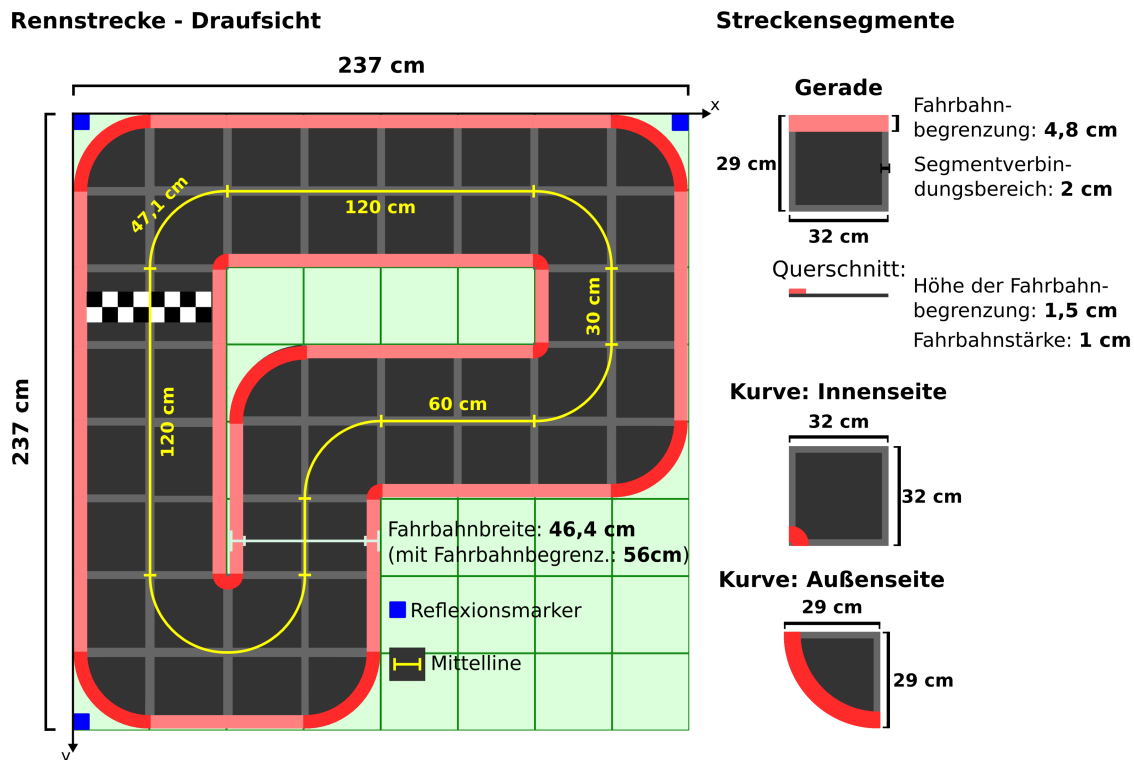 Rennstrecke - Draufsicht
237 cm
x
47,1 cm
120 cm
30 cm
60 cm
120 cm
237 cm
Fahrbahnbreite: 46,4 cm
(mit Fahrbahnbegrenz.: 56cm)
Reflexionsmarker
Mittelline
y
Streckensegmente
Gerade
Fahrbahn-
begrenzung: 4,8 cm
29 cm
Segmentverbin-
dungsbereich: 2 cm
32 cm
Querschnitt:
Höhe der Fahrbahn-
begrenzung: 1,5 cm
Fahrbahnstärke: 1 cm
Kurve: Innenseite
32 cm
32 cm
Kurve: Außenseite
29 cm
29 cm